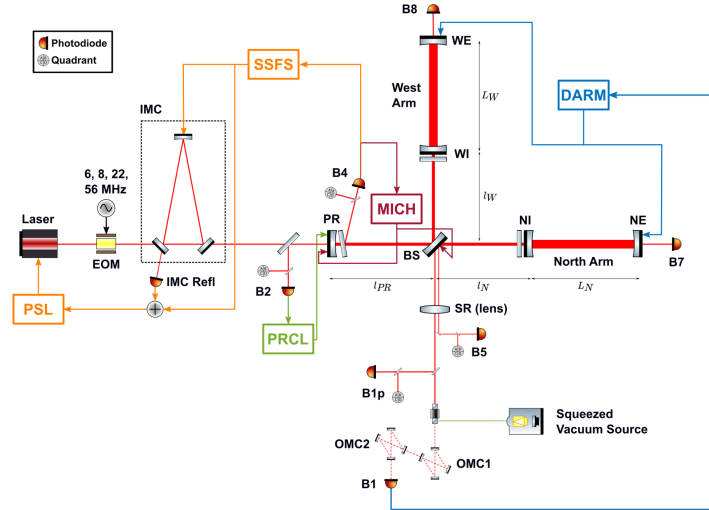 B8
Photodiode
Quadrant
WE
SSFS
IMC
West
Arm
L_W
DARM
6, 8, 22,
56 MHz
B4
WI
MICH
l_W
Laser
PR
NI
NE
EOM
BS
North Arm
B7
IMC Refl
B2
l_PR
l_N
L_N
PSL
SR (lens)
PRCL
B5
B1p
Squeezed
Vacuum Source
OMC2
OMC1
B1